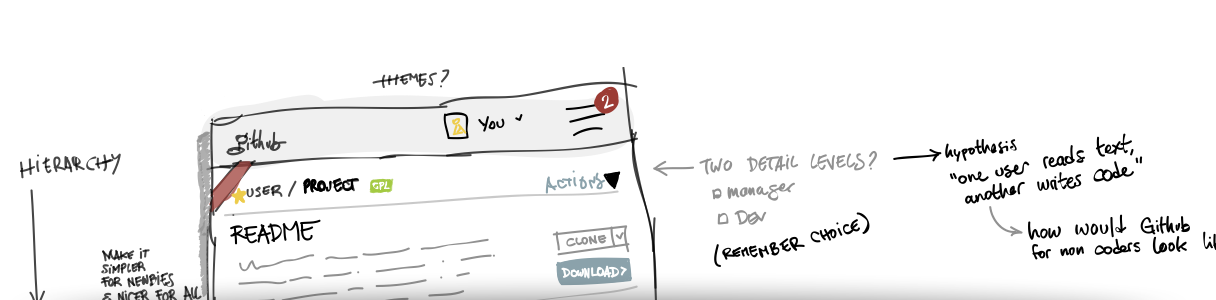 THEMES?
2
YOU
github
HIERARCHY
USER / PROJECT GPL
ACTIONS
README
CLONE
DOWNLOAD>
MAKE IT
SIMPLER
FOR NEWBIES
& NICER FOR ALL
TWO DETAIL LEVELS?
manager
DEV
(REMEMBER CHOICE)
hypothesis
"one user reads text,
another writes code"
how would Github
for non coders look